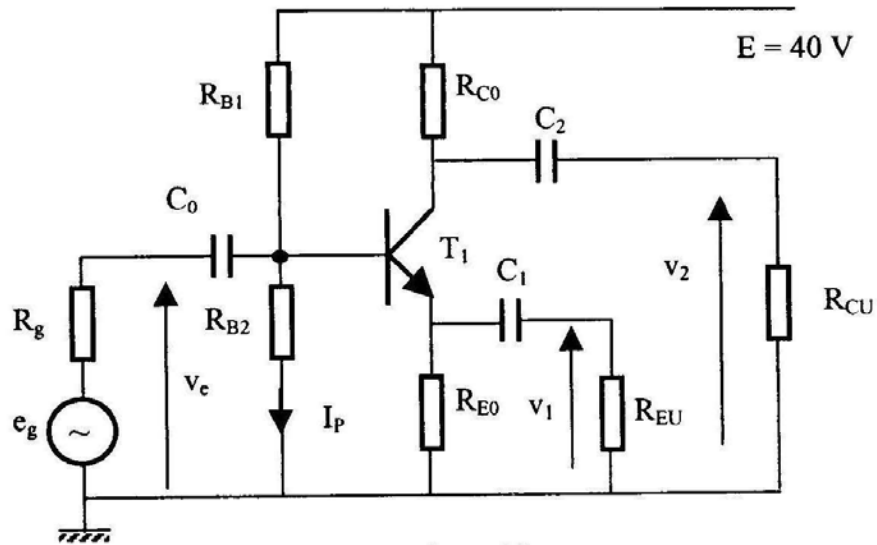 E = 40 V
R_B1
R_C0
C_2
C_0
T_1
C_1
v_2
R_g
R_B2
R_CU
v_e
R_E0
v_1
R_EU
e_g
~
I_P